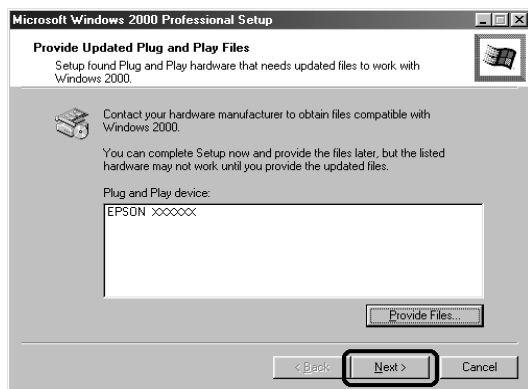 Microsoft Windows 2000 Professional Setup
Provide Updated Plug and Play Files
Setup found Plug and Play hardware that needs updated files to work with
Windows 2000.
Contact your hardware manufacturer to obtain files compatible with
Windows 2000.
You can complete Setup now and provide the files later, but the listed
hardware may not work until you provide the updated files.
Plug and Play device:
EPSON XXXXXX
Provide Files...
< Back
Next >
Cancel